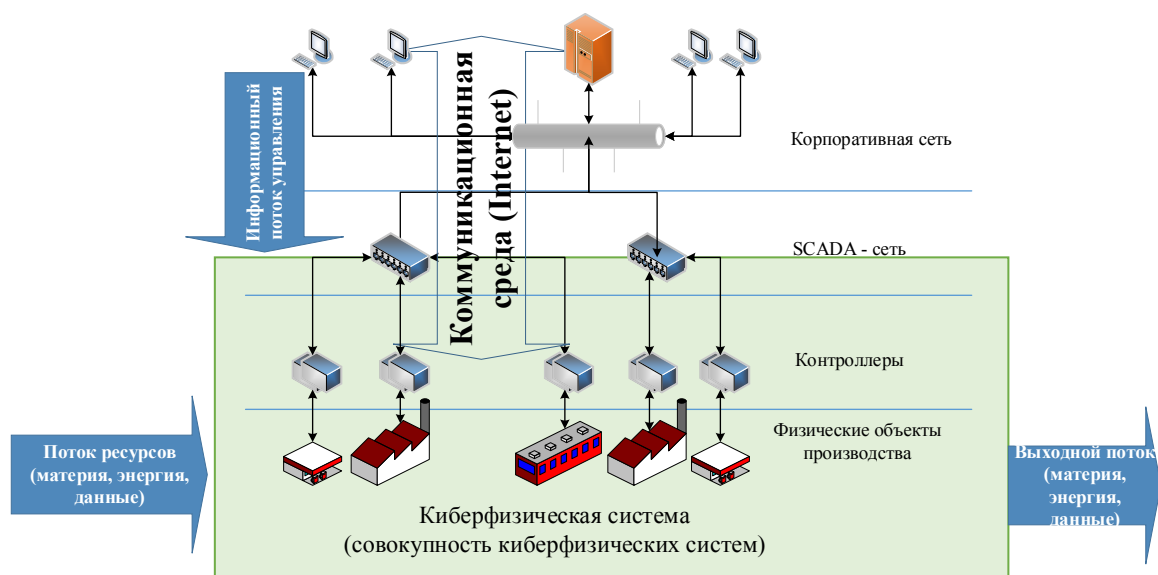 Коммуникационная
среда (Internet)
Информационный
поток управления
Корпоративная сеть
SCADA - сеть
Контроллеры
Физические объекты
производства
Поток ресурсов
(материя, энергия,
данные)
Выходной поток
(материя,
энергия,
данные)
Киберфизическая система
(совокупность киберфизических систем)